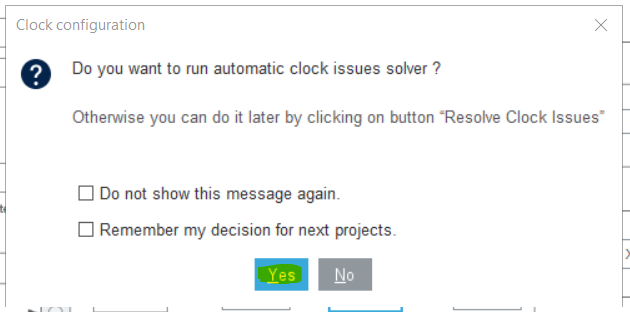 Clock configuration
Do you want to run automatic clock issues solver ?
Otherwise you can do it later by clicking on button “Resolve Clock Issues”
Do not show this message again.
Remember my decision for next projects.
Yes No